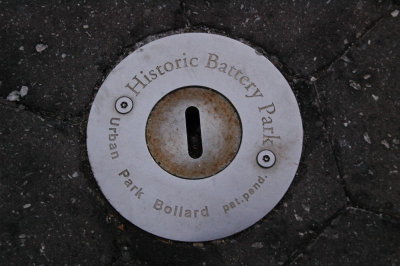 Historic Battery Park
Urban Park Bollard pat.pend.